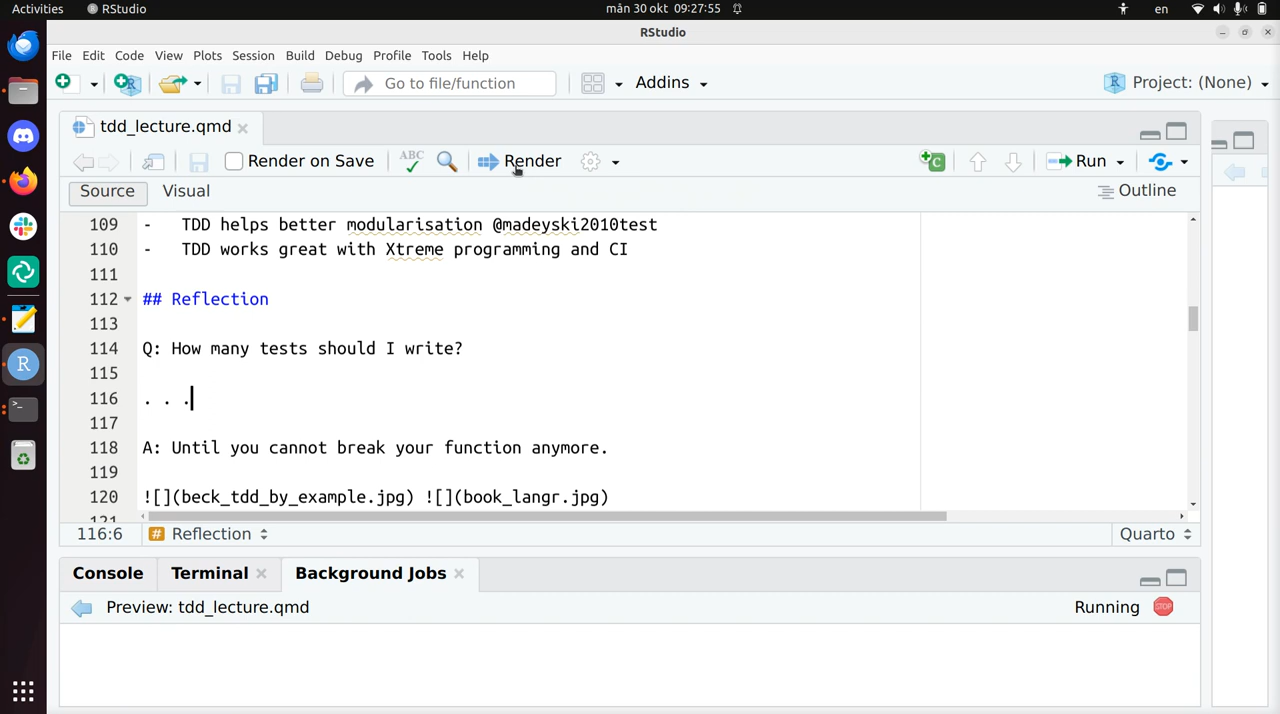 Activities RStudio mån 30 okt 09:27:55 en
RStudio
File Edit Code View Plots Session Build Debug Profile Tools Help
Go to file/function Addins Project: (None)
tdd_lecture.qmd
Render on Save ABC Render Run
Source Visual Outline
109 - TDD helps better modularisation @madeyski2010test
110 - TDD works great with Xtreme programming and CI
111
112 ## Reflection
113
114 Q: How many tests should I write?
115
116 . . .
117
118 A: Until you cannot break your function anymore.
119
120 ![](beck_tdd_by_example.jpg) ![](book_langr.jpg)
121
116:6 # Reflection Quarto
Console Terminal Background Jobs
Preview: tdd_lecture.qmd Running STOP